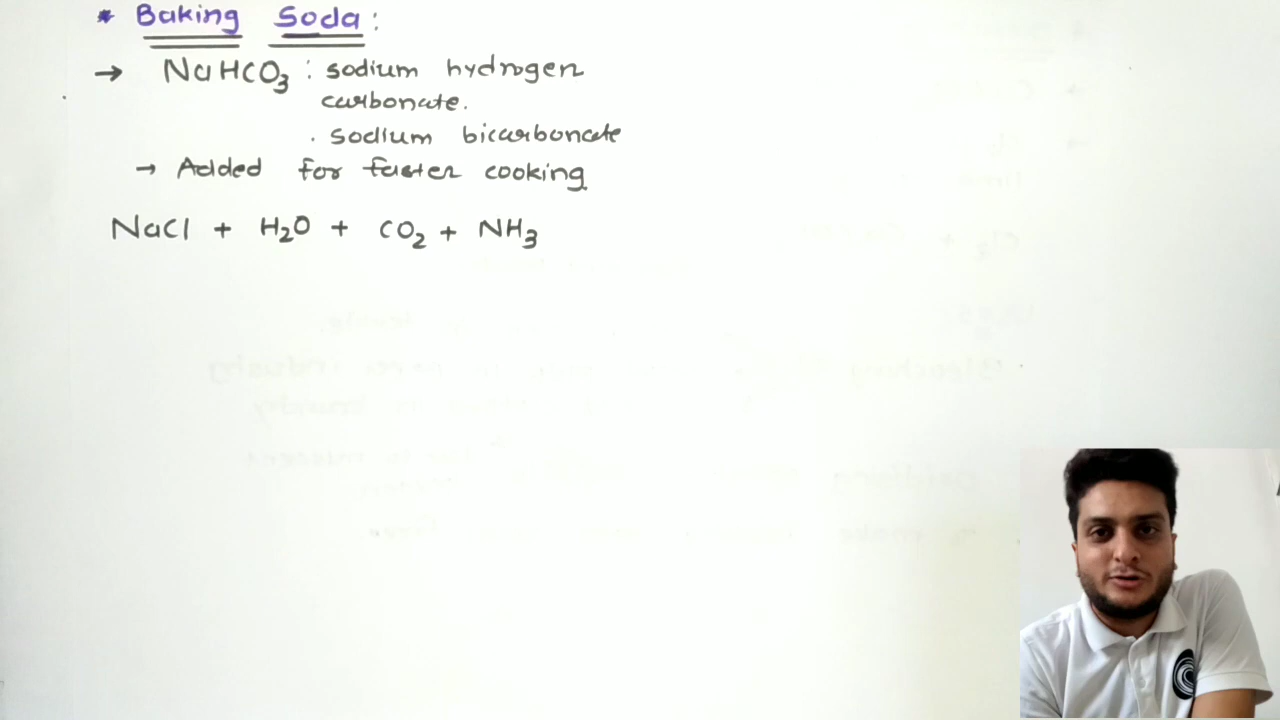 * Baking Soda:
→ NaHCO₃ : sodium hydrogen
carbonate.
. sodium bicarbonate
→ Added for faster cooking
NaCl + H₂O + CO₂ + NH₃